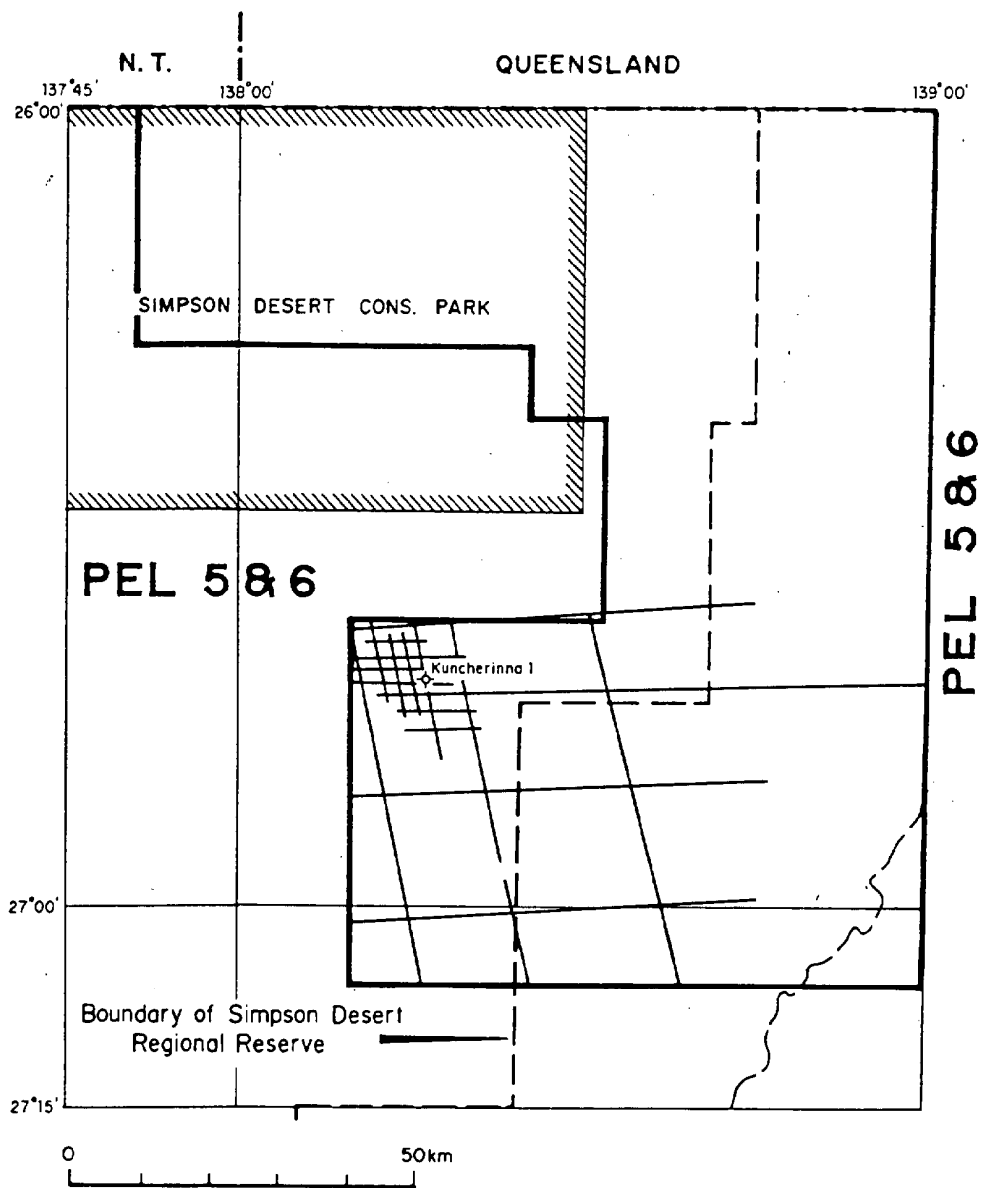 N.T. QUEENSLAND
137°45' 138°00' 139°00'
26°00'
SIMPSON DESERT CONS. PARK
PEL 5&6
PEL 5&6
Kuncherinna 1
27°00'
Boundary of Simpson Desert
Regional Reserve
27°15'
0 50km